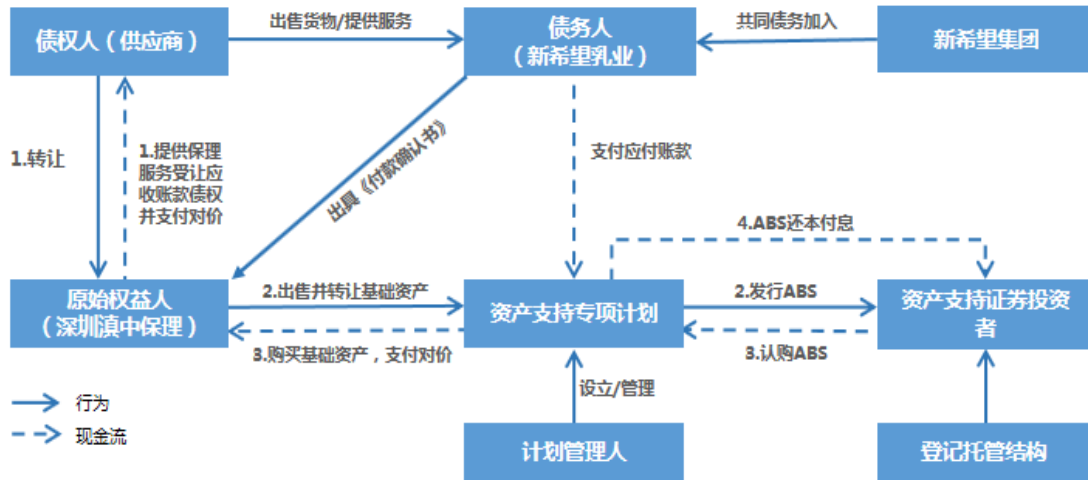 债权人（供应商）
出售货物/提供服务
债务人
（新希望乳业）
共同债务加入
新希望集团
1.转让
1.提供保理
服务受让应
收账款债权
并支付对价
出具《付款确认书》
支付应付账款
4.ABS还本付息
原始权益人
（深圳滇中保理）
2.出售并转让基础资产
资产支持专项计划
2.发行ABS
资产支持证券投资
者
3.购买基础资产，支付对价
3.认购ABS
行为
现金流
设立/管理
计划管理人
登记托管结构